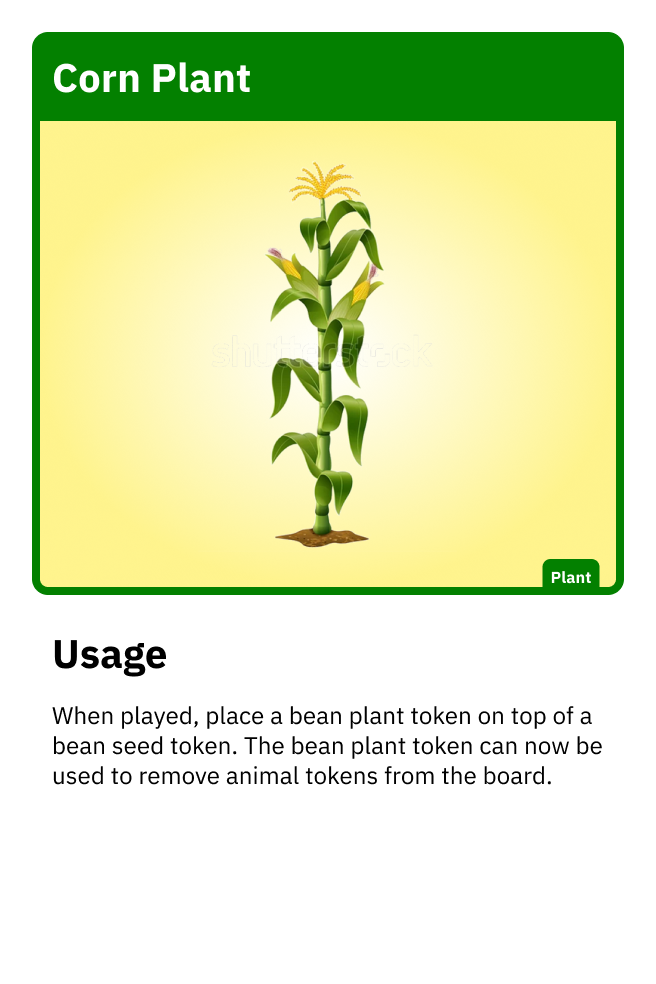 Corn Plant
shutterstock
Plant
Usage
When played, place a bean plant token on top of a
bean seed token. The bean plant token can now be
used to remove animal tokens from the board.